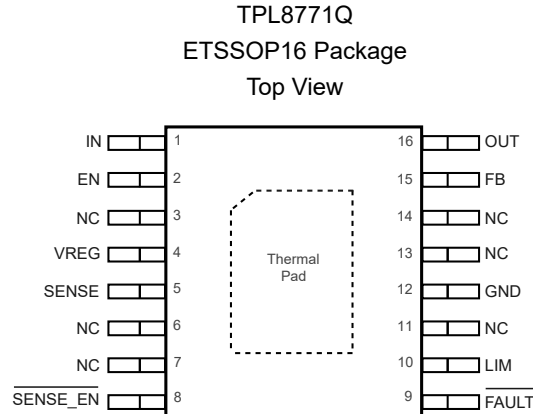 TPL8771Q
ETSSOP16 Package
Top View
IN 1 16 OUT
EN 2 15 FB
NC 3 14 NC
VREG 4 13 NC
Thermal
Pad
SENSE 5 12 GND
NC 6 11 NC
NC 7 10 LIM
SENSE_EN 8 9 FAULT